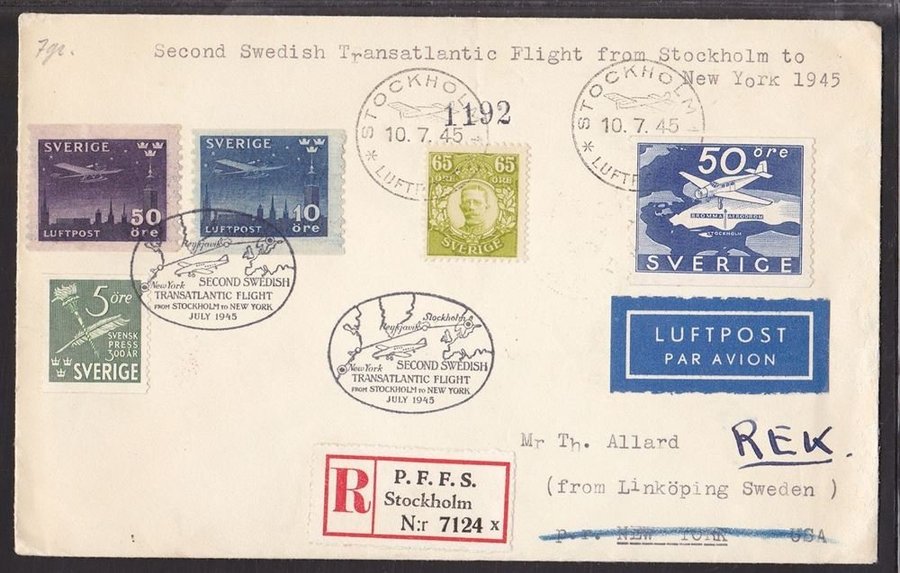 7gr.
Second Swedish Transatlantic Flight from Stockholm to
New York 1945
STOCKHOLM
10.7.45
* LUFTPOST
1192
STOCKHOLM
10.7.45
* LUFTP
SVERIGE
50
LUFTPOST öre
SVERIGE
10
LUFTPOST öre
65 65
ÖRE ÖRE
SVERIGE
50 öre
BROMMA AERODROM
STOCKHOLM
SVERIGE
Reykjavik
New York SECOND SWEDISH
TRANSATLANTIC FLIGHT
FROM STOCKHOLM TO NEW YORK
JULY 1945
5 öre
SVENSK
PRESS
300 ÅR
SVERIGE
Reykjavik Stockholm
New York SECOND SWEDISH
TRANSATLANTIC FLIGHT
FROM STOCKHOLM TO NEW YORK
JULY 1945
LUFTPOST
PAR AVION
Mr Th. Allard REK.
(from Linköping Sweden )
p.r. NEW YORK USA
R P.F.F.S.
Stockholm
N:r 7124 x